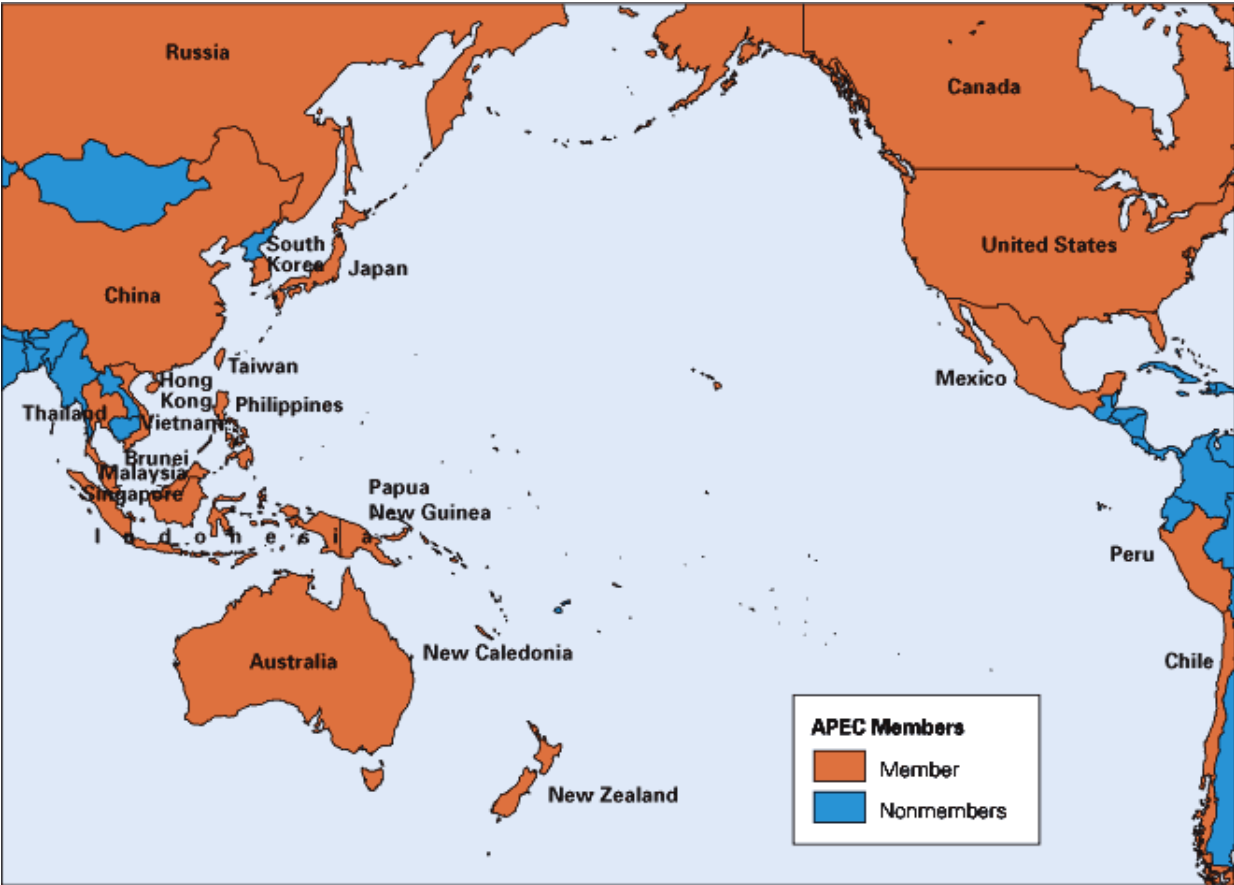 Russia
Canada
South
Korea
Japan
United States
China
Taiwan
Hong
Kong
Mexico
Philippines
Thailand
Vietnam
Brunei
Malaysia
Singapore
Papua
New Guinea
Indonesia
Peru
New Caledonia
Australia
Chile
APEC Members
Member
Nonmembers
New Zealand